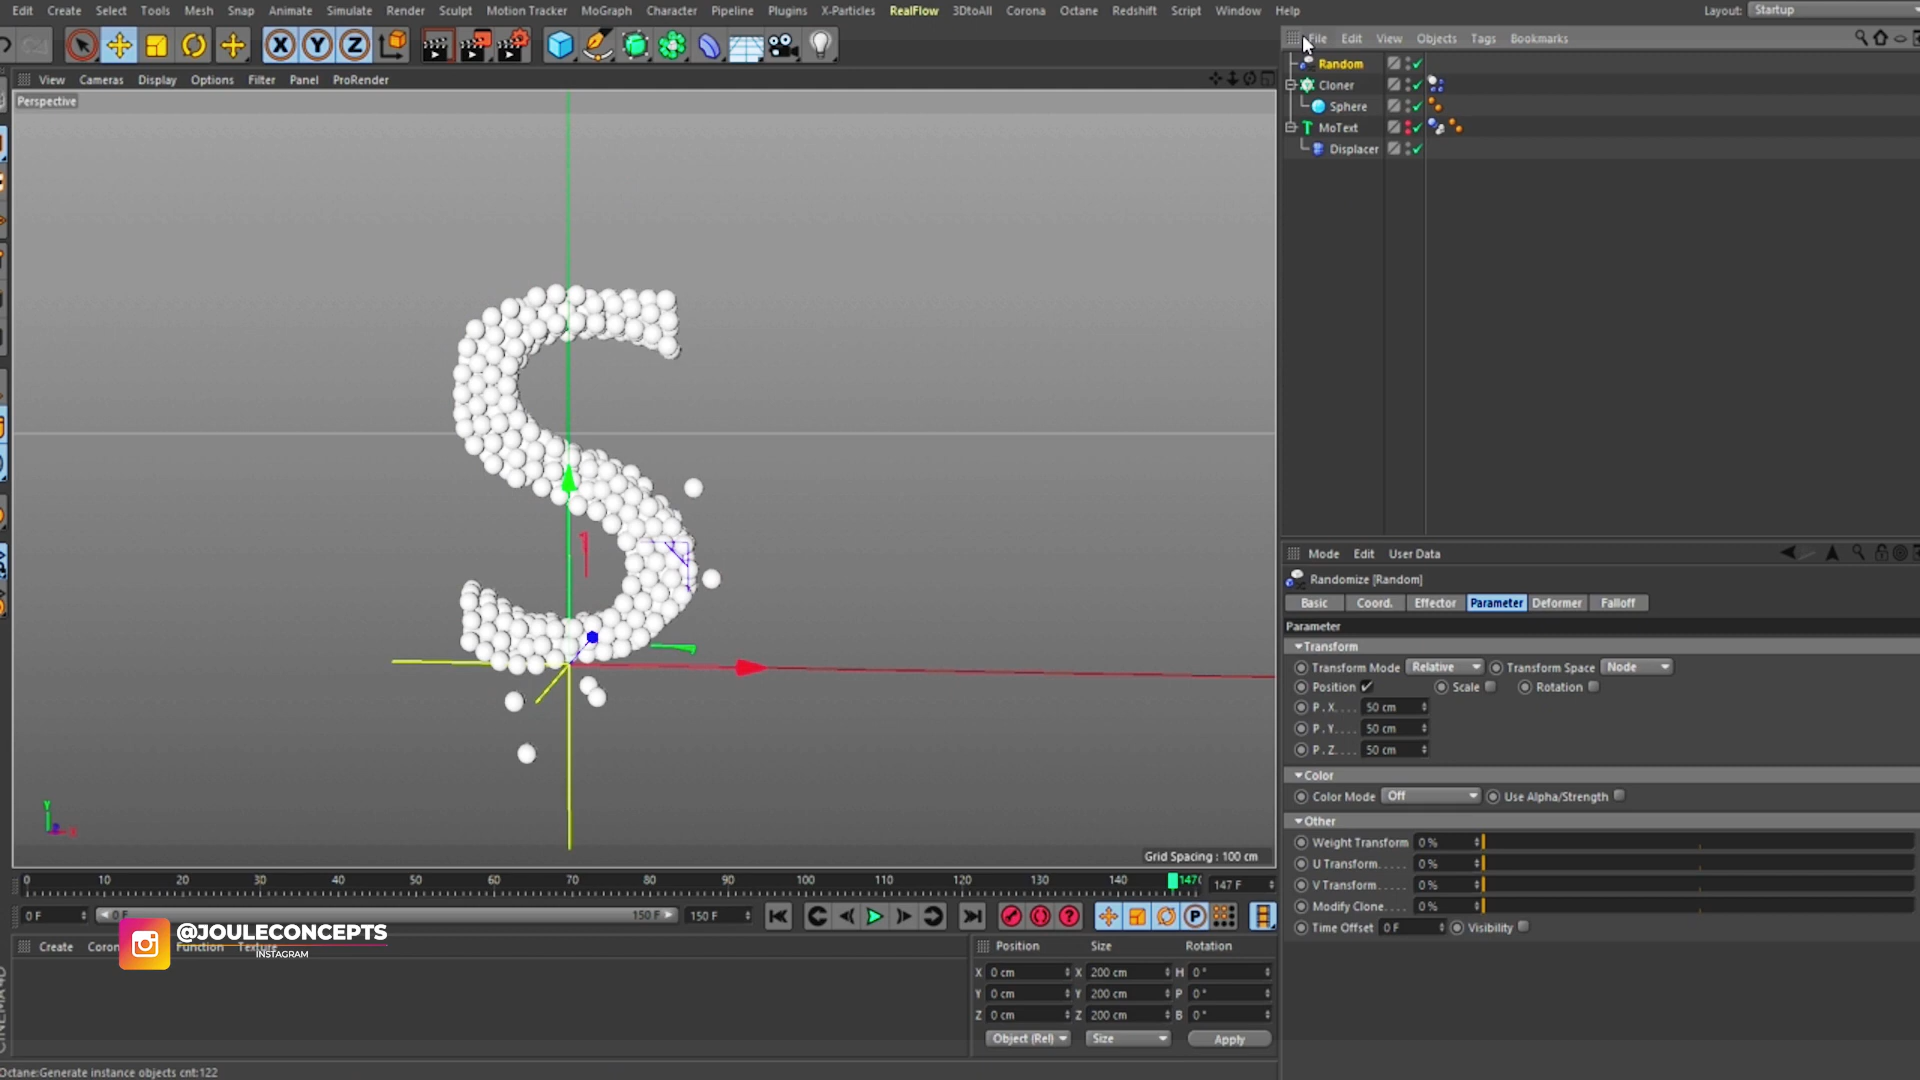 Edit Create Select Tools Mesh Snap Animate Simulate Render Sculpt Motion Tracker MoGraph Character Pipeline Plugins X-Particles RealFlow 3DtoAll Corona Octane Redshift Script Window Help Layout: Startup
X Y Z
File Edit View Objects Tags Bookmarks
View Cameras Display Options Filter Panel ProRender
Perspective
Random
Cloner
Sphere
MoText
Displacer
Mode Edit User Data
Randomize [Random]
Basic Coord. Effector Parameter Deformer Falloff
Parameter
Transform
Transform Mode Relative Transform Space Node
Position Scale Rotation
P . X. . . . 50 cm
P . Y. . . . 50 cm
P . Z. . . . 50 cm
Color
Color Mode Off Use Alpha/Strength
Other
Weight Transform 0 %
U Transform. . . . 0 %
V Transform. . . . 0 %
Modify Clone. . . . 0 %
Time Offset 0 F Visibility
Y
Grid Spacing : 100 cm
0 10 20 30 40 50 60 70 80 90 100 110 120 130 140 147 147 F
0 F 0 F 150 F 150 F P
@JOULECONCEPTS
INSTAGRAM
Create Function Texture
Position Size Rotation
X 0 cm X 200 cm H 0 °
Y 0 cm Y 200 cm P 0 °
Z 0 cm Z 200 cm B 0 °
Object (Rel) Size Apply
Octane:Generate instance objects cnt:122